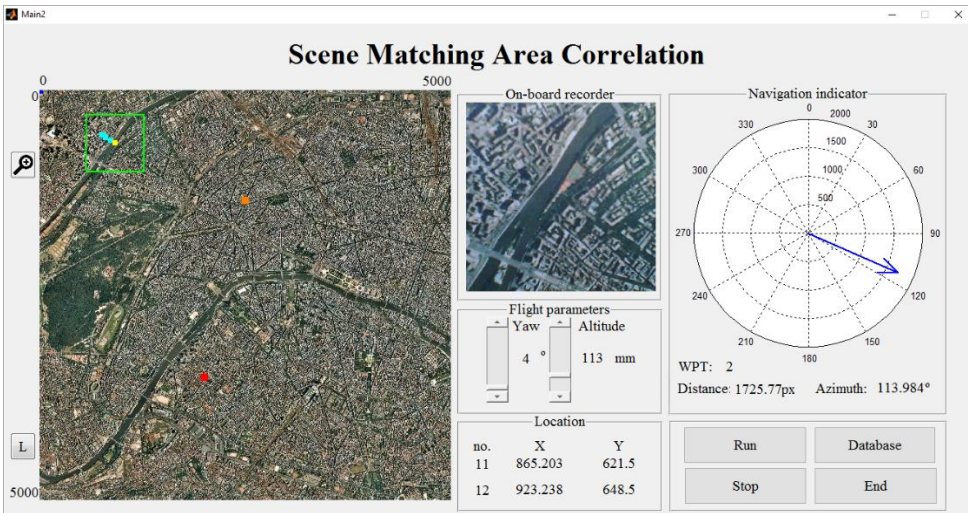 Main2
Scene Matching Area Correlation
0 5000
0
5000
L
On-board recorder
Flight parameters
Yaw Altitude
4 º 113 mm
Location
no. X Y
11 865.203 621.5
12 923.238 648.5
Navigation indicator
0
330 2000 30
1500
300 1000 60
500
270 90
240 120
210 150
180
WPT: 2
Distance: 1725.77px Azimuth: 113.984º
Run Database
Stop End